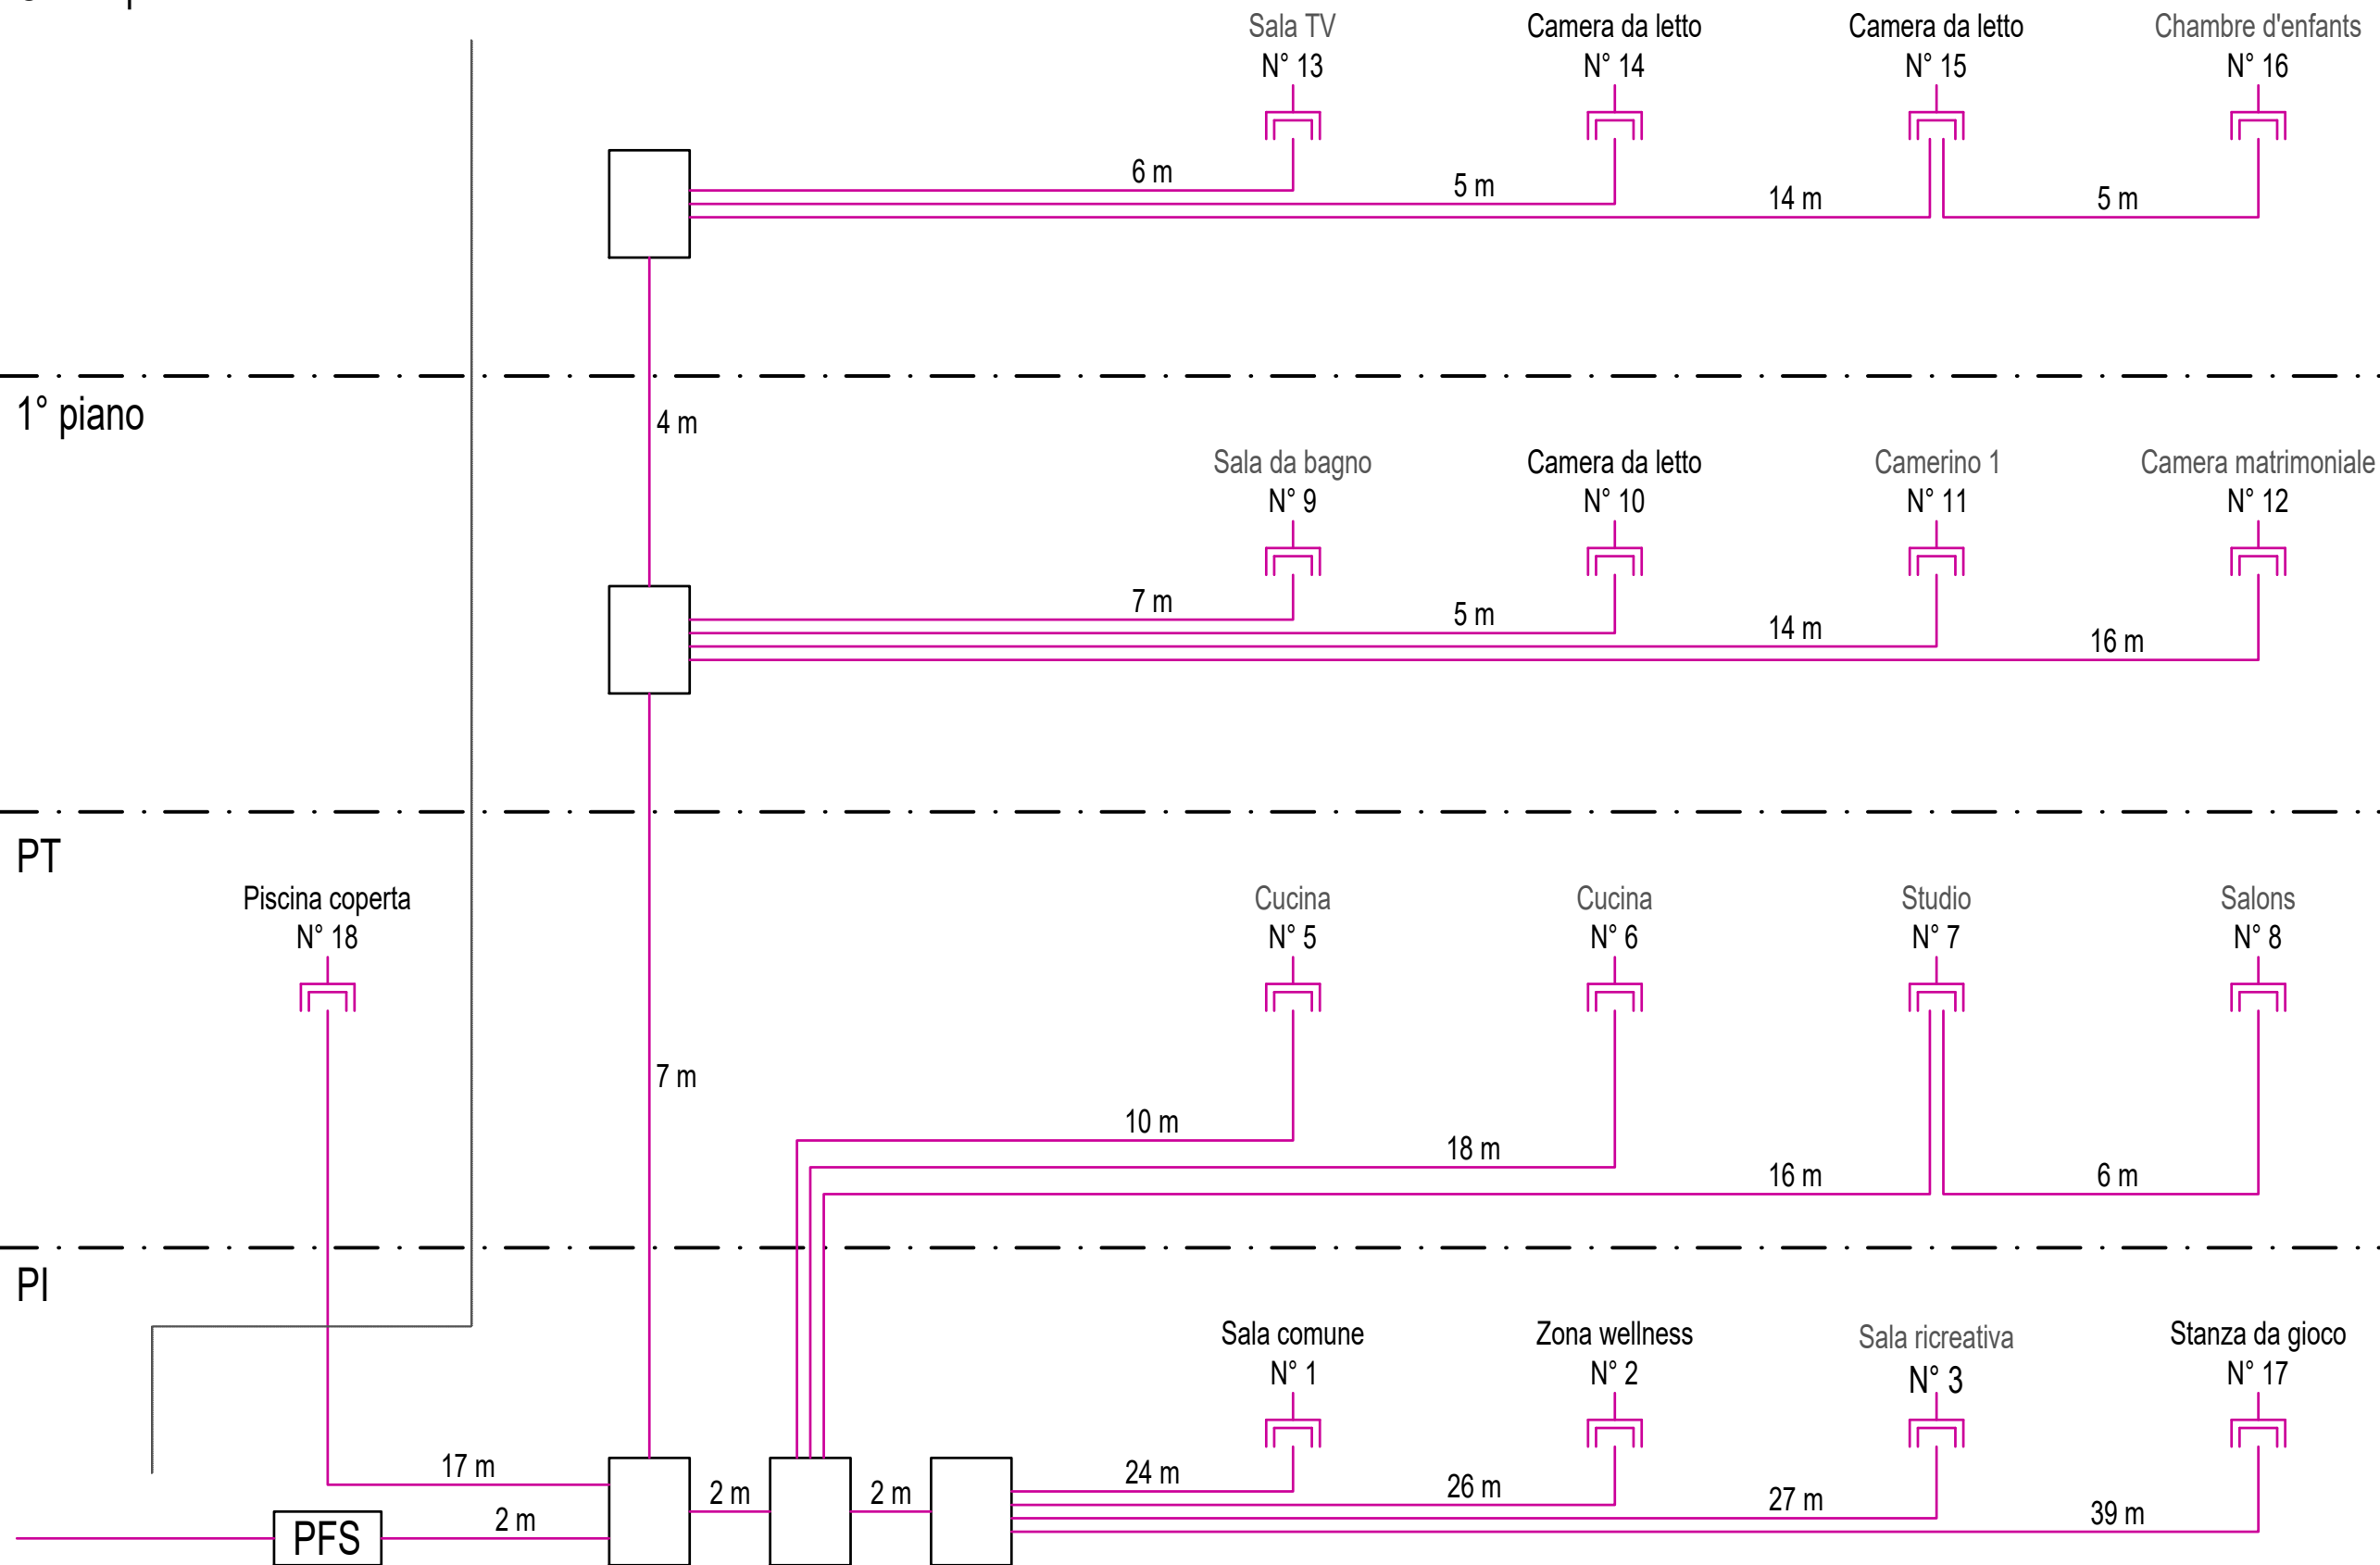 Sala TV
N° 13
Camera da letto
N° 14
Camera da letto
N° 15
Chambre d'enfants
N° 16
6 m
5 m
14 m
5 m
1° piano
4 m
Sala da bagno
N° 9
Camera da letto
N° 10
Camerino 1
N° 11
Camera matrimoniale
N° 12
7 m
5 m
14 m
16 m
PT
Piscina coperta
N° 18
Cucina
N° 5
Cucina
N° 6
Studio
N° 7
Salons
N° 8
7 m
10 m
18 m
16 m
6 m
PI
Sala comune
N° 1
Zona wellness
N° 2
Sala ricreativa
N° 3
Stanza da gioco
N° 17
17 m
2 m
2 m
24 m
26 m
27 m
39 m
PFS
2 m